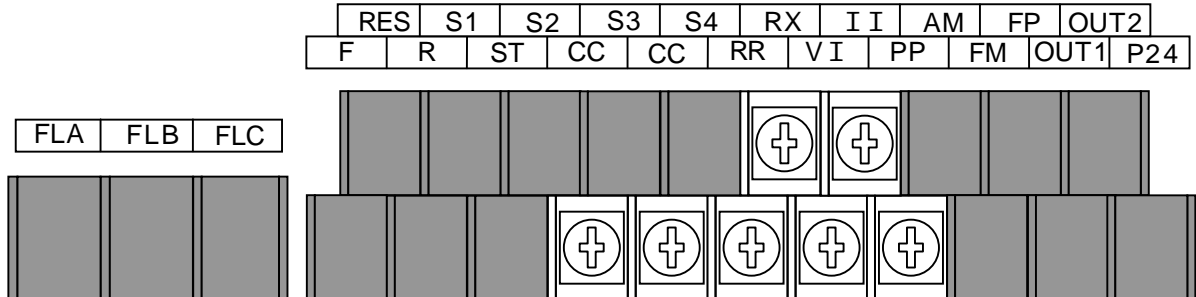 RES S1 S2 S3 S4 RX II AM FP OUT2
F R ST CC CC RR VI PP FM OUT1 P24
FLA FLB FLC